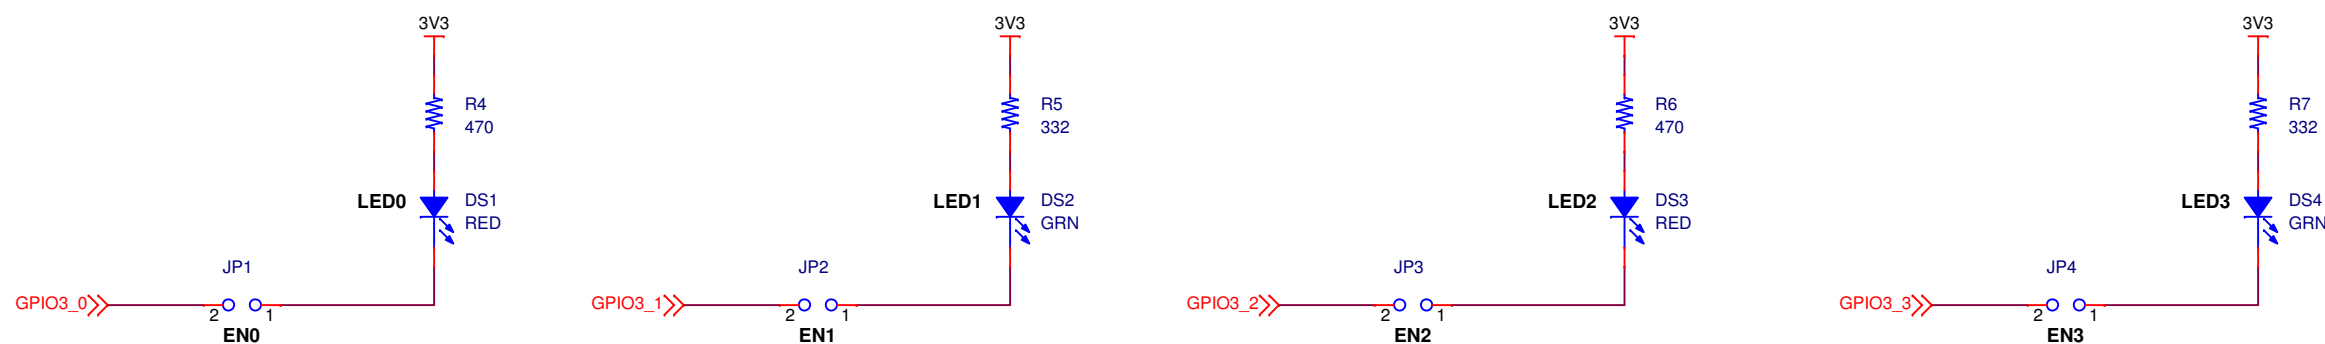 3V3
R4
470
LED0
DS1
RED
JP1
GPIO3_0
2
1
EN0
3V3
R5
332
LED1
DS2
GRN
JP2
GPIO3_1
2
1
EN1
3V3
R6
470
LED2
DS3
RED
JP3
GPIO3_2
2
1
EN2
3V3
R7
332
LED3
DS4
GRN
JP4
GPIO3_3
2
1
EN3